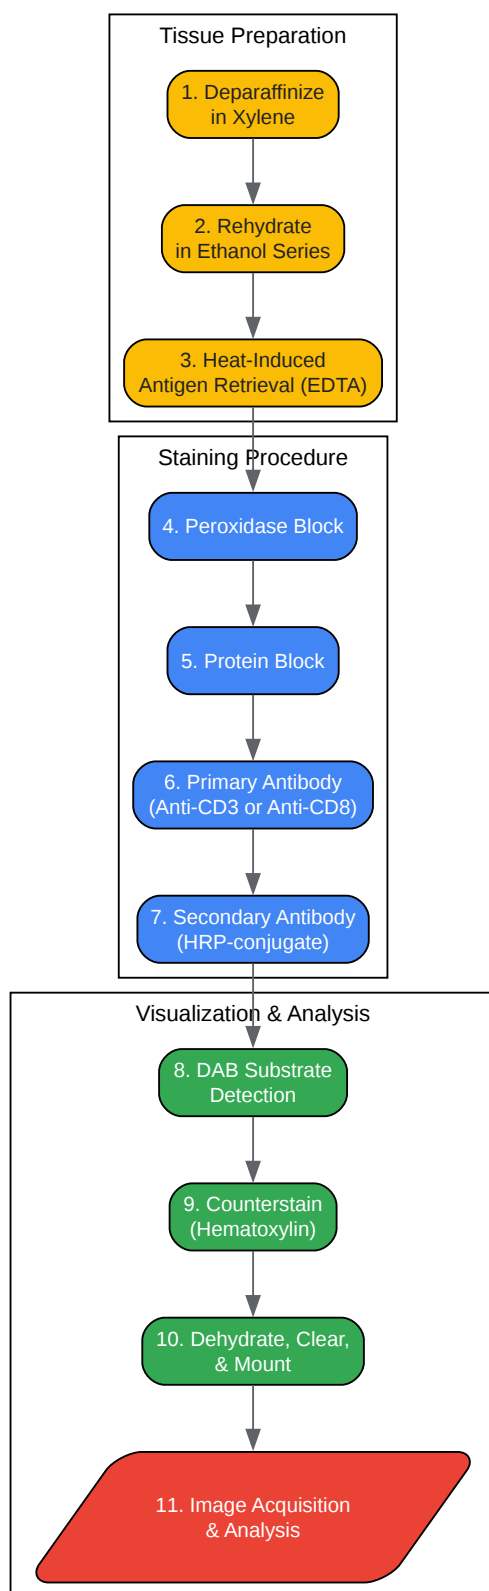 Tissue Preparation
1. Deparaffinize
in Xylene
2. Rehydrate
in Ethanol Series
3. Heat-Induced
Antigen Retrieval (EDTA)
Staining Procedure
4. Peroxidase Block
5. Protein Block
6. Primary Antibody
(Anti-CD3 or Anti-CD8)
7. Secondary Antibody
(HRP-conjugate)
Visualization & Analysis
8. DAB Substrate
Detection
9. Counterstain
(Hematoxylin)
10. Dehydrate, Clear,
& Mount
11. Image Acquisition
& Analysis